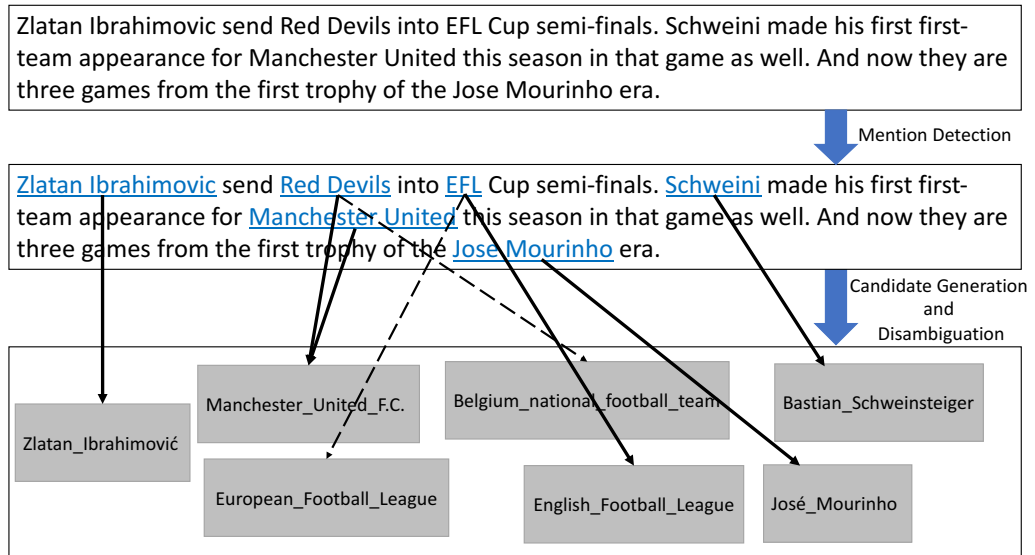 Zlatan Ibrahimovic send Red Devils into EFL Cup semi-finals. Schweini made his first first-
team appearance for Manchester United this season in that game as well. And now they are
three games from the first trophy of the Jose Mourinho era.
Mention Detection
Zlatan Ibrahimovic send Red Devils into EFL Cup semi-finals. Schweini made his first first-
team appearance for Manchester United this season in that game as well. And now they are
three games from the first trophy of the Jose Mourinho era.
Candidate Generation
and
Disambiguation
Manchester_United_F.C.
Belgium_national_football_team
Bastian_Schweinsteiger
Zlatan_Ibrahimović
European_Football_League
English_Football_League
José_Mourinho